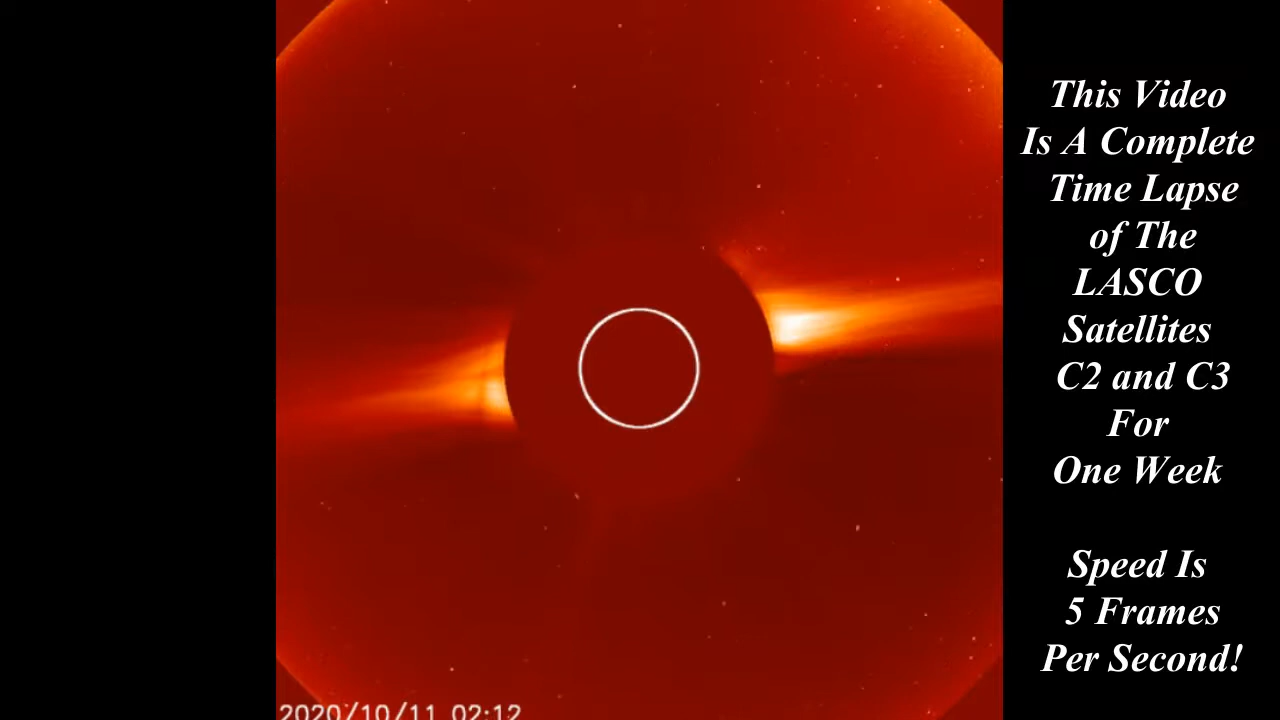 This Video
Is A Complete
Time Lapse
of The
LASCO
Satellites
C2 and C3
For
One Week
Speed Is
5 Frames
Per Second!
2020/10/11 02:12